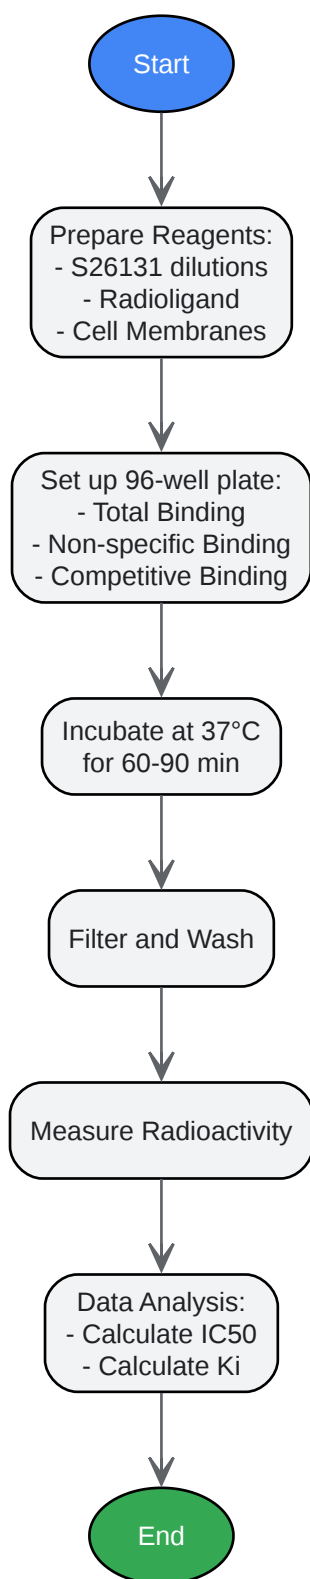 Start
Prepare Reagents:
- S26131 dilutions
- Radioligand
- Cell Membranes
Set up 96-well plate:
- Total Binding
- Non-specific Binding
- Competitive Binding
Incubate at 37°C
for 60-90 min
Filter and Wash
Measure Radioactivity
Data Analysis:
- Calculate IC50
- Calculate Ki
End